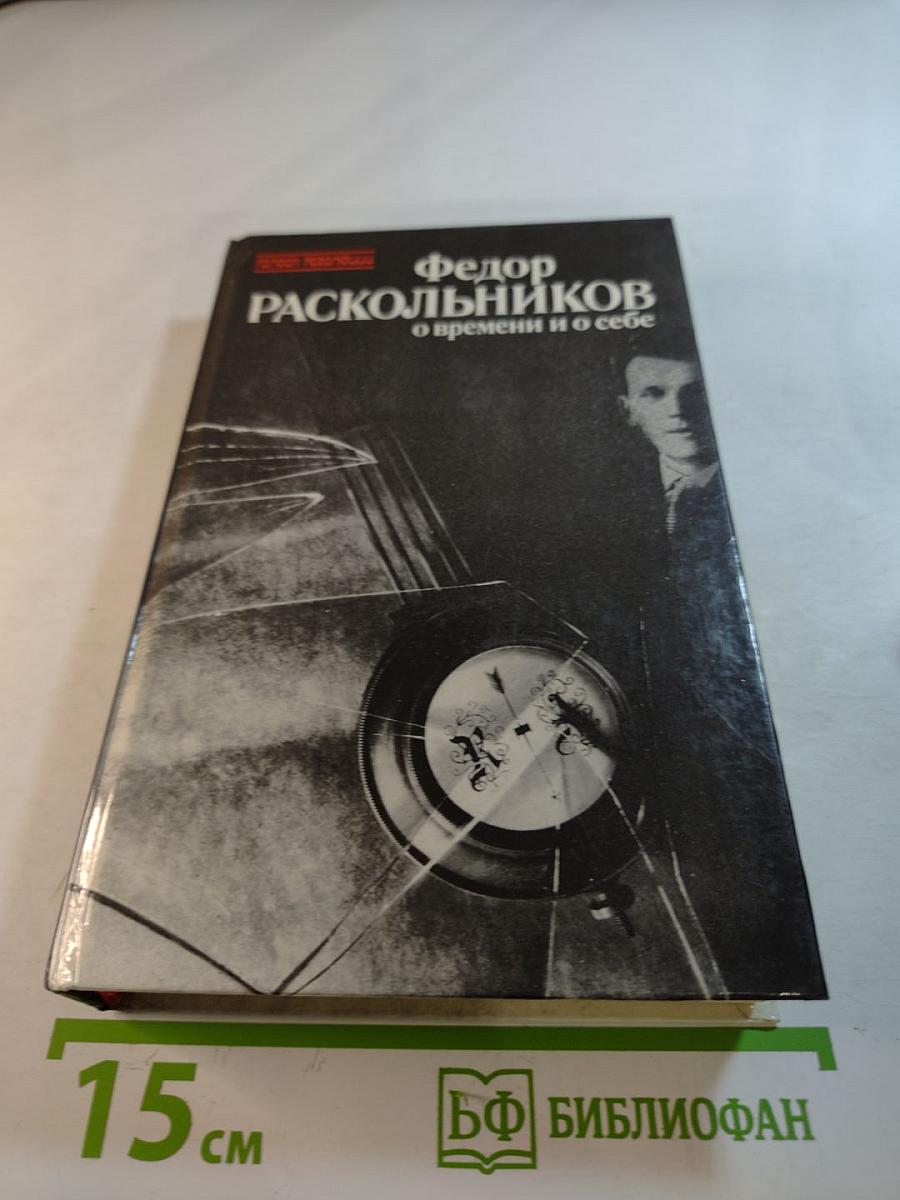 Федор
РАСКОЛЬНИКОВ
о времени и о себе
15 см
БФ БИБЛИОФАН